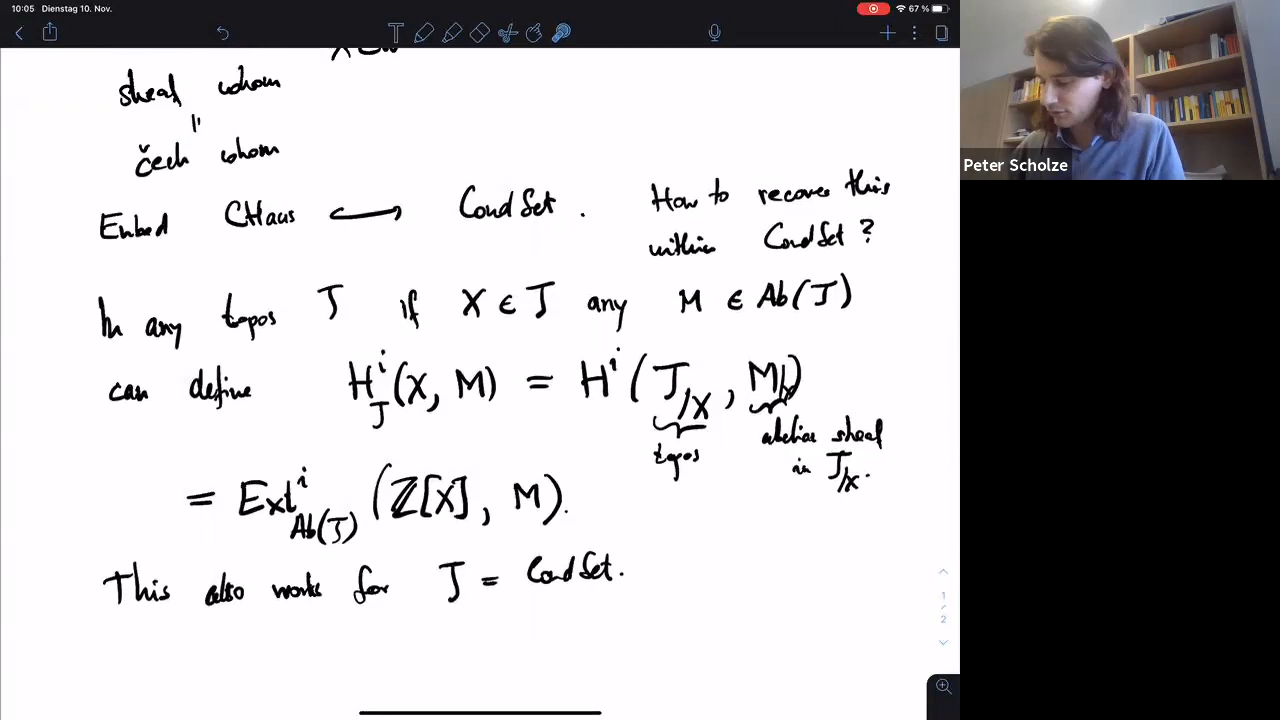 10:05 Dienstag 10. Nov.
67 %
sheaf cohom
Čech cohom
Embed CHaus ⟶ CondSet . How to recover this
within CondSet ?
In any topos T if X ∈ T any M ∈ Ab(T)
can define H^i_T(X, M) = H^i(T/X, M|X)
topos
abelian sheaf
in T/X.
= Ext^i_Ab(T) (ℤ[X], M).
This also works for T = CondSet.
1
/
2
Peter Scholze